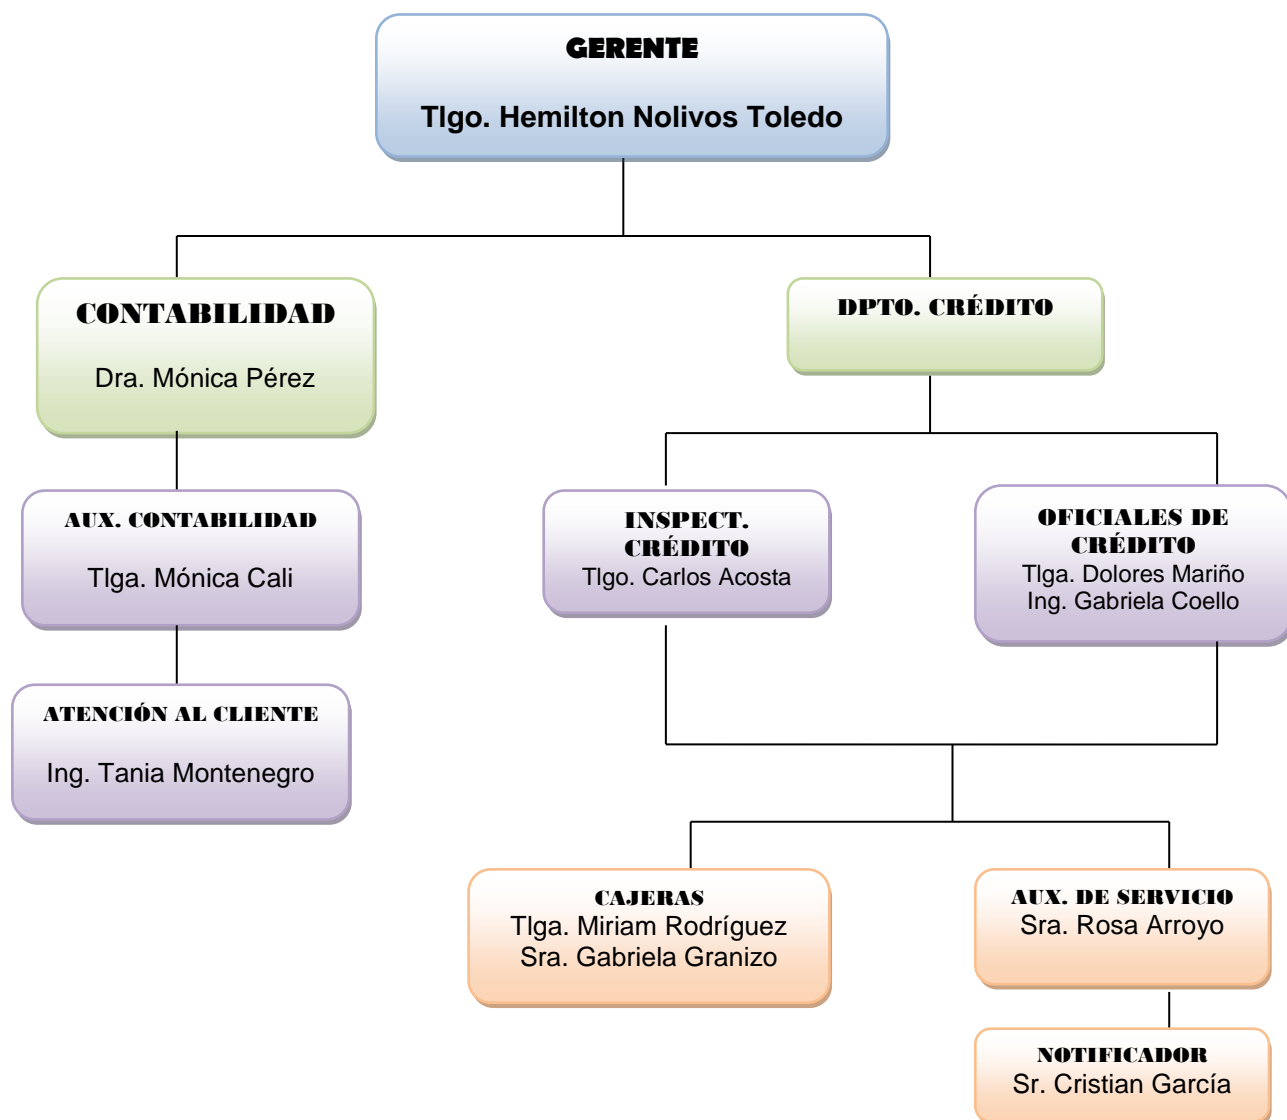 GERENTE
Tlgo. Hemilton Nolivos Toledo
CONTABILIDAD
Dra. Mónica Pérez
DPTO. CRÉDITO
AUX. CONTABILIDAD
Tlga. Mónica Cali
INSPECT.
CRÉDITO
Tlgo. Carlos Acosta
OFICIALES DE
CRÉDITO
Tlga. Dolores Mariño
Ing. Gabriela Coello
ATENCIÓN AL CLIENTE
Ing. Tania Montenegro
CAJERAS
Tlga. Miriam Rodríguez
Sra. Gabriela Granizo
AUX. DE SERVICIO
Sra. Rosa Arroyo
NOTIFICADOR
Sr. Cristian García